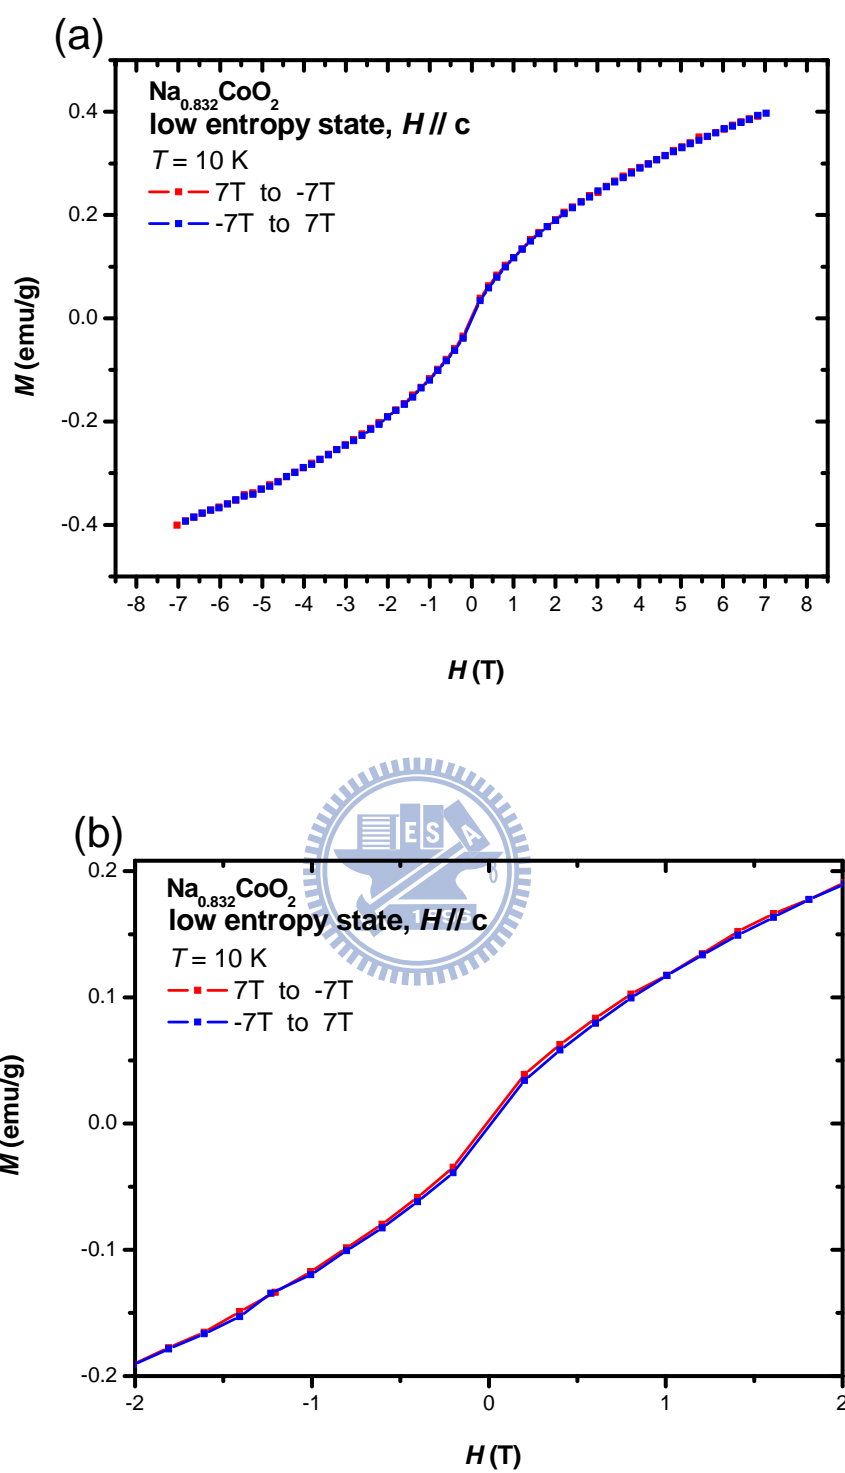 (a)
Na0.832CoO2
low entropy state, H // c
T = 10 K
7T to -7T
-7T to 7T
0.4
0.2
0.0
-0.2
-0.4
M (emu/g)
-8 -7 -6 -5 -4 -3 -2 -1 0 1 2 3 4 5 6 7 8
H (T)
(b)
E S A
1896
Na0.832CoO2
low entropy state, H // c
T = 10 K
7T to -7T
-7T to 7T
0.2
0.1
0.0
-0.1
-0.2
M (emu/g)
-2 -1 0 1 2
H (T)